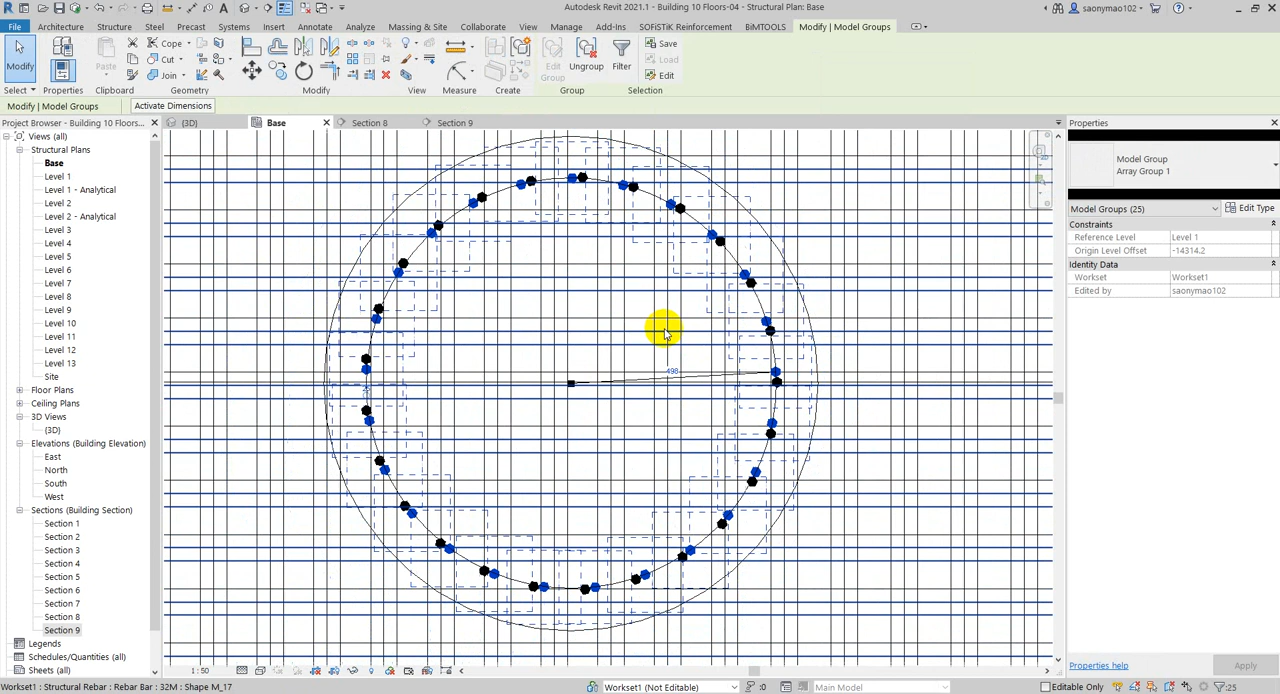 Autodesk Revit 2021.1 - Building 10 Floors-04 - Structural Plan: Base
saonymao102
File Architecture Structure Steel Precast Systems Insert Annotate Analyze Massing & Site Collaborate View Manage Add-Ins SOFiSTiK Reinforcement BiMTOOLS Modify | Model Groups
Modify
Paste
Cope
Cut
Join
Edit
Group
Ungroup
Filter
Save
Load
Edit
Select Properties Clipboard Geometry Modify View Measure Create Group Selection
Modify | Model Groups Activate Dimensions
Project Browser - Building 10 Floors...
{3D} Base Section 8 Section 9
Properties
Views (all)
Structural Plans
Base
Level 1
Level 1 - Analytical
Level 2
Level 2 - Analytical
Level 3
Level 4
Level 5
Level 6
Level 7
Level 8
Level 9
Level 10
Level 11
Level 12
Level 13
Site
Floor Plans
Ceiling Plans
3D Views
{3D}
Elevations (Building Elevation)
East
North
South
West
Sections (Building Section)
Section 1
Section 2
Section 3
Section 4
Section 5
Section 6
Section 7
Section 8
Section 9
Legends
Schedules/Quantities (all)
Sheets (all)
498
Model Group
Array Group 1
Model Groups (25) Edit Type
Constraints
Reference Level Level 1
Origin Level Offset -14314.2
Identity Data
Workset Workset1
Edited by saonymao102
Properties help Apply
1 : 50
Workset1 : Structural Rebar : Rebar Bar : 32M : Shape M_17
Workset1 (Not Editable) :0 Main Model Editable Only :25